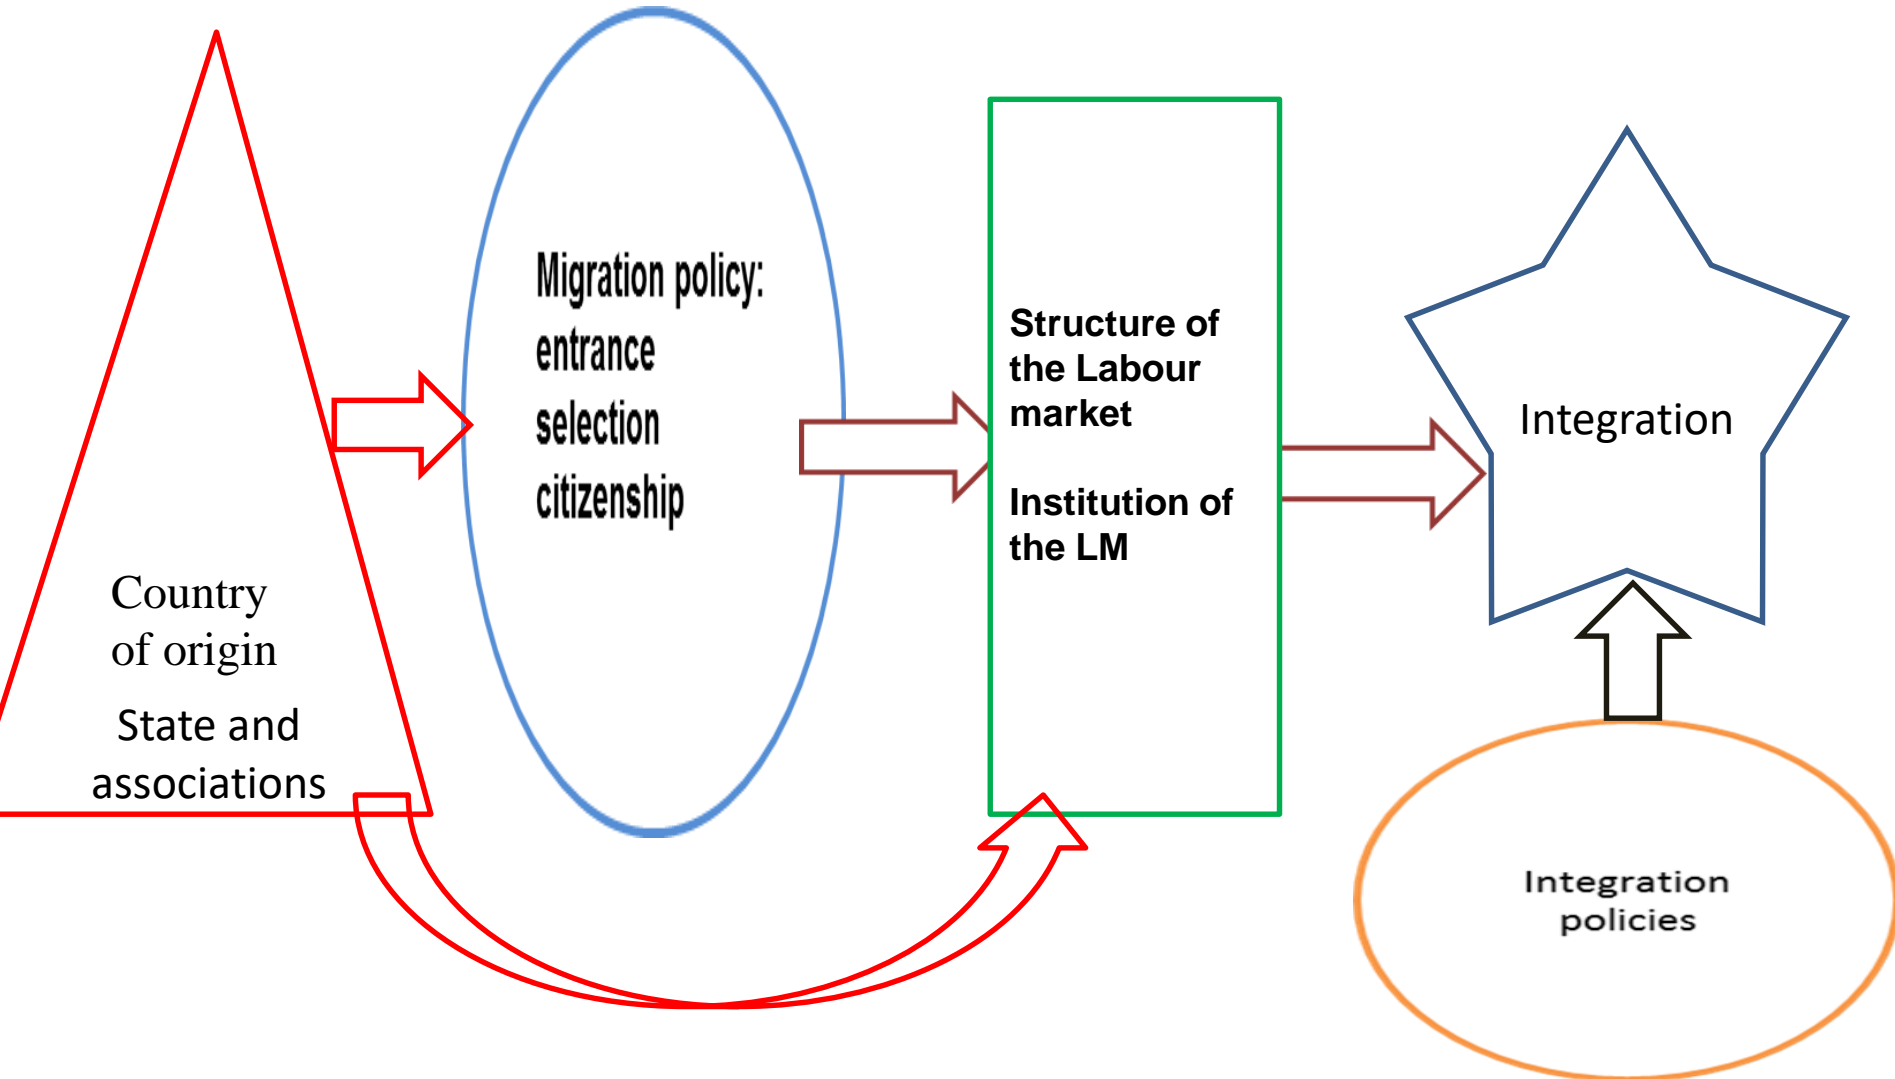 Country
of origin
State and
associations
Migration policy:
entrance
selection
citizenship
Structure of
the Labour
market
Institution of
the LM
Integration
Integration
policies